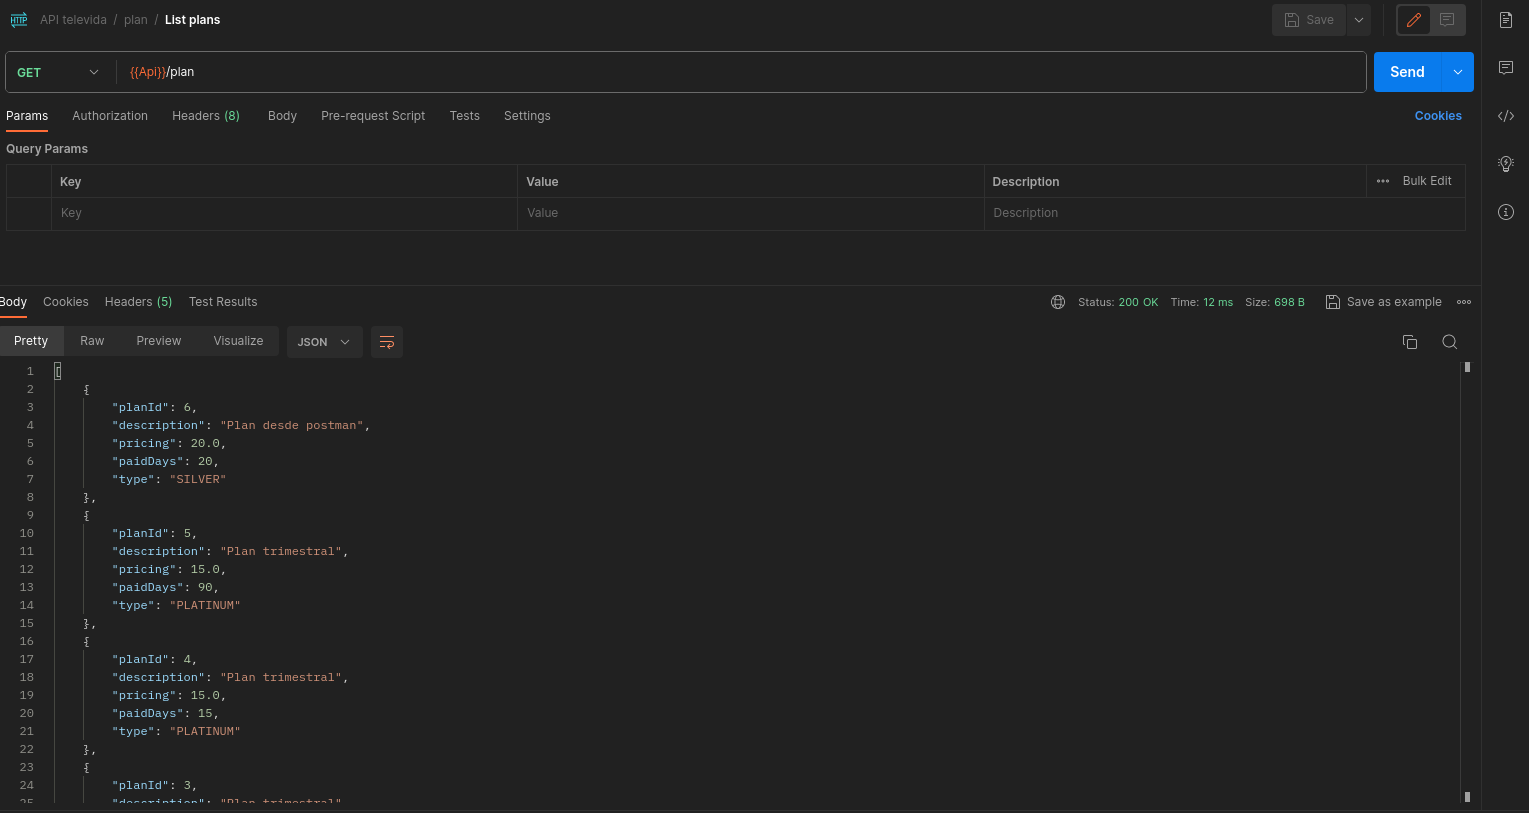 HTTP API televida / plan / List plans Save
GET {{Api}}/plan Send
Params Authorization Headers (8) Body Pre-request Script Tests Settings Cookies
Query Params
Key Value Description ••• Bulk Edit
Key Value Description
Body Cookies Headers (5) Test Results Status: 200 OK Time: 12 ms Size: 698 B Save as example
Pretty Raw Preview Visualize JSON
1 [
2 {
3 "planId": 6,
4 "description": "Plan desde postman",
5 "pricing": 20.0,
6 "paidDays": 20,
7 "type": "SILVER"
8 },
9 {
10 "planId": 5,
11 "description": "Plan trimestral",
12 "pricing": 15.0,
13 "paidDays": 90,
14 "type": "PLATINUM"
15 },
16 {
17 "planId": 4,
18 "description": "Plan trimestral",
19 "pricing": 15.0,
20 "paidDays": 15,
21 "type": "PLATINUM"
22 },
23 {
24 "planId": 3,
25 "description": "Plan trimestral"